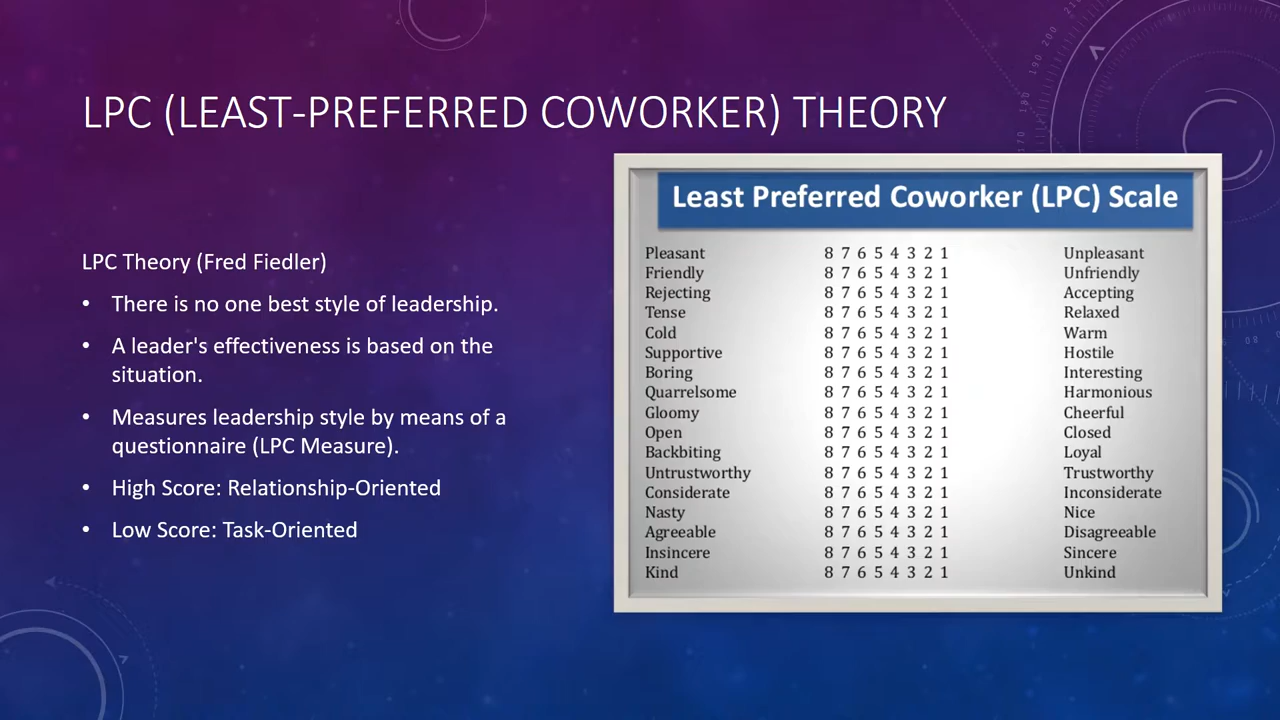 LPC (LEAST-PREFERRED COWORKER) THEORY
LPC Theory (Fred Fiedler)
• There is no one best style of leadership.
• A leader's effectiveness is based on the
situation.
• Measures leadership style by means of a
questionnaire (LPC Measure).
• High Score: Relationship-Oriented
• Low Score: Task-Oriented
Least Preferred Coworker (LPC) Scale
Pleasant 8 7 6 5 4 3 2 1 Unpleasant
Friendly 8 7 6 5 4 3 2 1 Unfriendly
Rejecting 8 7 6 5 4 3 2 1 Accepting
Tense 8 7 6 5 4 3 2 1 Relaxed
Cold 8 7 6 5 4 3 2 1 Warm
Supportive 8 7 6 5 4 3 2 1 Hostile
Boring 8 7 6 5 4 3 2 1 Interesting
Quarrelsome 8 7 6 5 4 3 2 1 Harmonious
Gloomy 8 7 6 5 4 3 2 1 Cheerful
Open 8 7 6 5 4 3 2 1 Closed
Backbiting 8 7 6 5 4 3 2 1 Loyal
Untrustworthy 8 7 6 5 4 3 2 1 Trustworthy
Considerate 8 7 6 5 4 3 2 1 Inconsiderate
Nasty 8 7 6 5 4 3 2 1 Nice
Agreeable 8 7 6 5 4 3 2 1 Disagreeable
Insincere 8 7 6 5 4 3 2 1 Sincere
Kind 8 7 6 5 4 3 2 1 Unkind
170
180
190
200